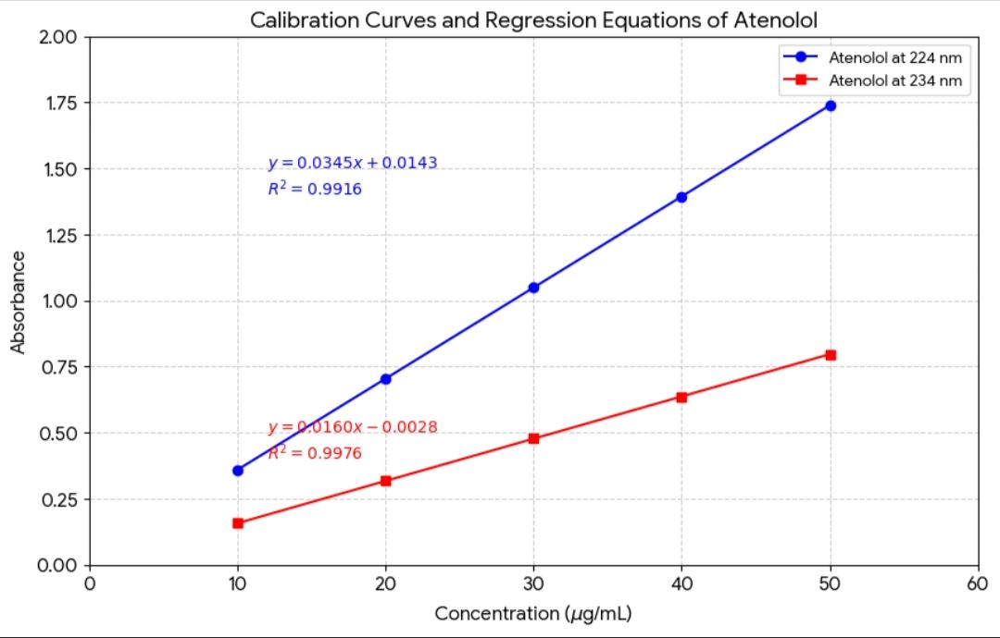 Calibration Curves and Regression Equations of Atenolol
2.00
1.75
1.50
1.25
1.00
0.75
0.50
0.25
0.00
Absorbance
Atenolol at 224 nm
Atenolol at 234 nm
y = 0.0345x + 0.0143
R² = 0.9916
y = 0.0160x − 0.0028
R² = 0.9976
0 10 20 30 40 50 60
Concentration (μg/mL)